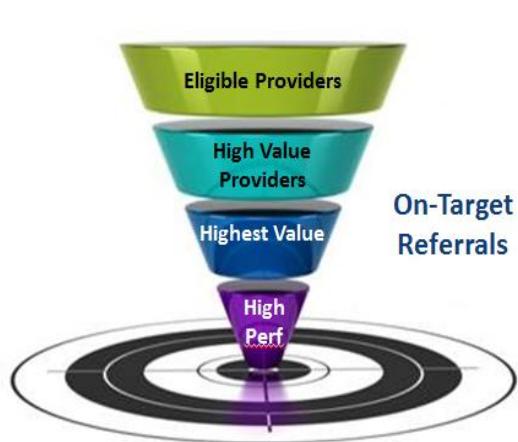 Eligible Providers
High Value
Providers
Highest Value
High
Perf
On-Target
Referrals